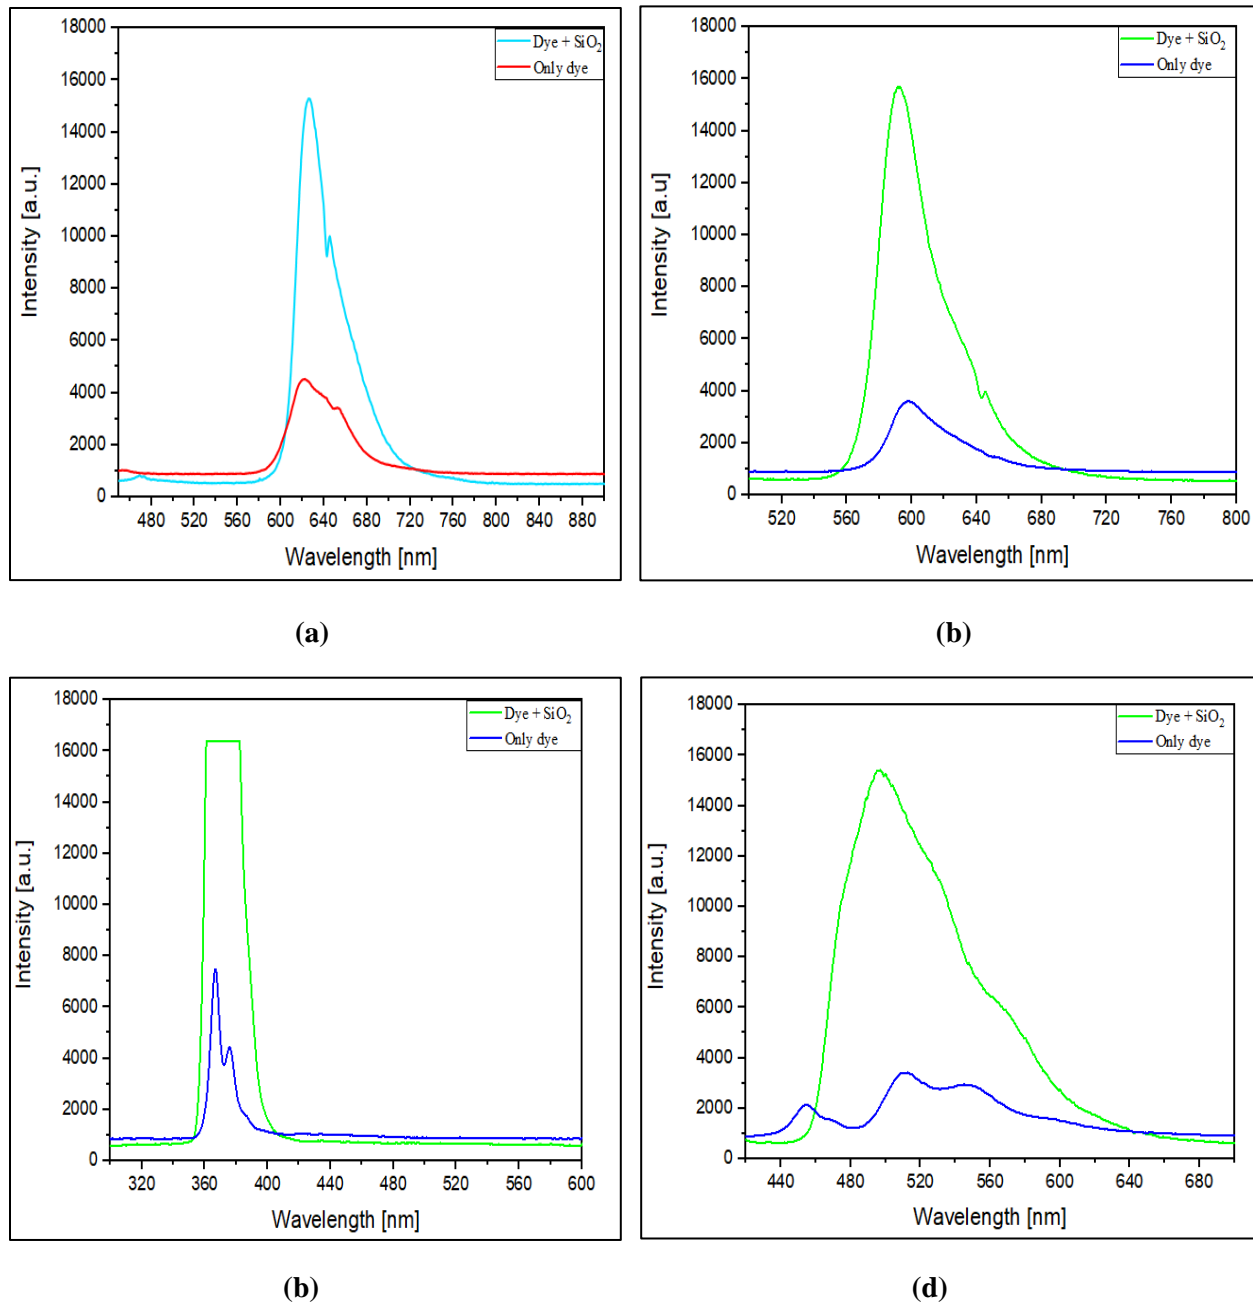 18000
16000
14000
12000
10000
8000
6000
4000
2000
0
Intensity [a.u.]
Dye + SiO₂
Only dye
480 520 560 600 640 680 720 760 800 840 880
Wavelength [nm]
(a)
18000
16000
14000
12000
10000
8000
6000
4000
2000
0
Intensity [a.u]
Dye + SiO₂
Only dye
520 560 600 640 680 720 760 800
Wavelength [nm]
(b)
18000
16000
14000
12000
10000
8000
6000
4000
2000
0
Intensity [a.u.]
Dye + SiO₂
Only dye
320 360 400 440 480 520 560 600
Wavelength [nm]
(b)
18000
16000
14000
12000
10000
8000
6000
4000
2000
0
Intensity [a.u.]
Dye + SiO₂
Only dye
440 480 520 560 600 640 680
Wavelength [nm]
(d)